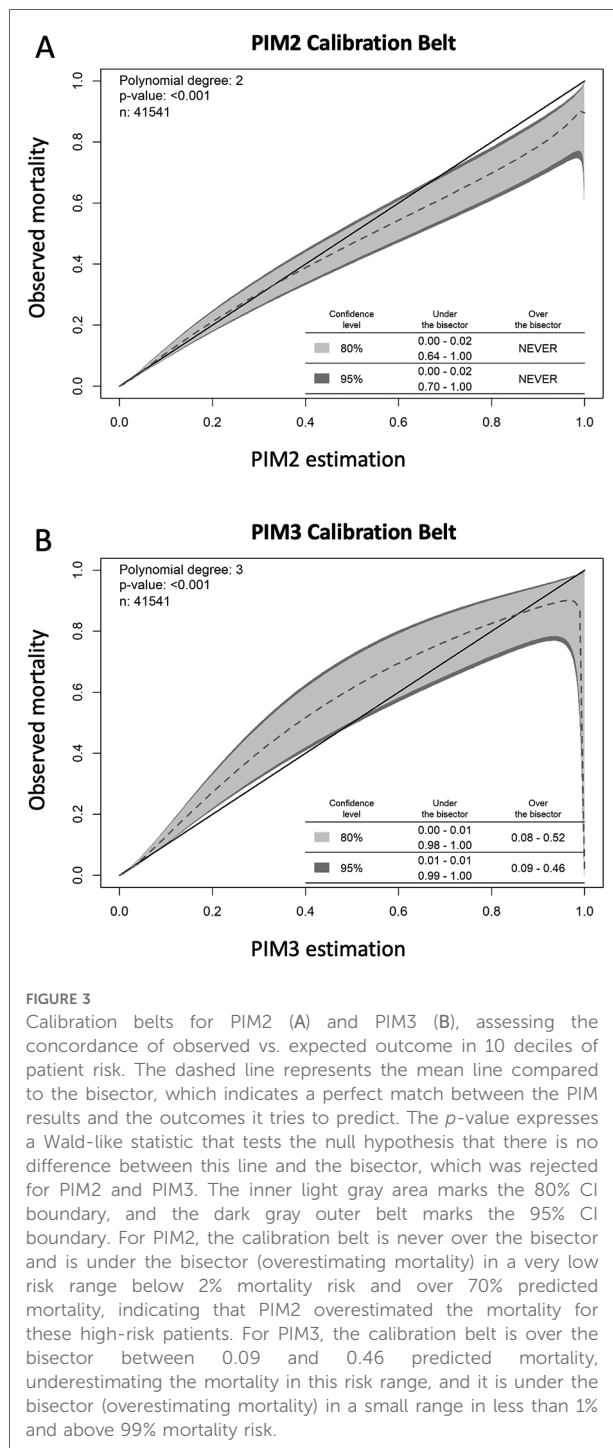 A
PIM2 Calibration Belt
Polynomial degree: 2
p-value: <0.001
n: 41541
Observed mortality
1.0
0.8
0.6
0.4
0.2
0.0
Confidence level
Under the bisector
Over the bisector
80%
0.00 - 0.02
0.64 - 1.00
NEVER
95%
0.00 - 0.02
0.70 - 1.00
NEVER
0.0 0.2 0.4 0.6 0.8 1.0
PIM2 estimation
B
PIM3 Calibration Belt
Polynomial degree: 3
p-value: <0.001
n: 41541
Observed mortality
1.0
0.8
0.6
0.4
0.2
0.0
Confidence level
Under the bisector
Over the bisector
80%
0.00 - 0.01
0.98 - 1.00
0.08 - 0.52
95%
0.01 - 0.01
0.99 - 1.00
0.09 - 0.46
0.0 0.2 0.4 0.6 0.8 1.0
PIM3 estimation
FIGURE 3
Calibration belts for PIM2 (A) and PIM3 (B), assessing the
concordance of observed vs. expected outcome in 10 deciles of
patient risk. The dashed line represents the mean line compared
to the bisector, which indicates a perfect match between the PIM
results and the outcomes it tries to predict. The p-value expresses
a Wald-like statistic that tests the null hypothesis that there is no
difference between this line and the bisector, which was rejected
for PIM2 and PIM3. The inner light gray area marks the 80% CI
boundary, and the dark gray outer belt marks the 95% CI
boundary. For PIM2, the calibration belt is never over the bisector
and is under the bisector (overestimating mortality) in a very low
risk range below 2% mortality risk and over 70% predicted
mortality, indicating that PIM2 overestimated the mortality for
these high-risk patients. For PIM3, the calibration belt is over the
bisector between 0.09 and 0.46 predicted mortality,
underestimating the mortality in this risk range, and it is under the
bisector (overestimating mortality) in a small range in less than 1%
and above 99% mortality risk.